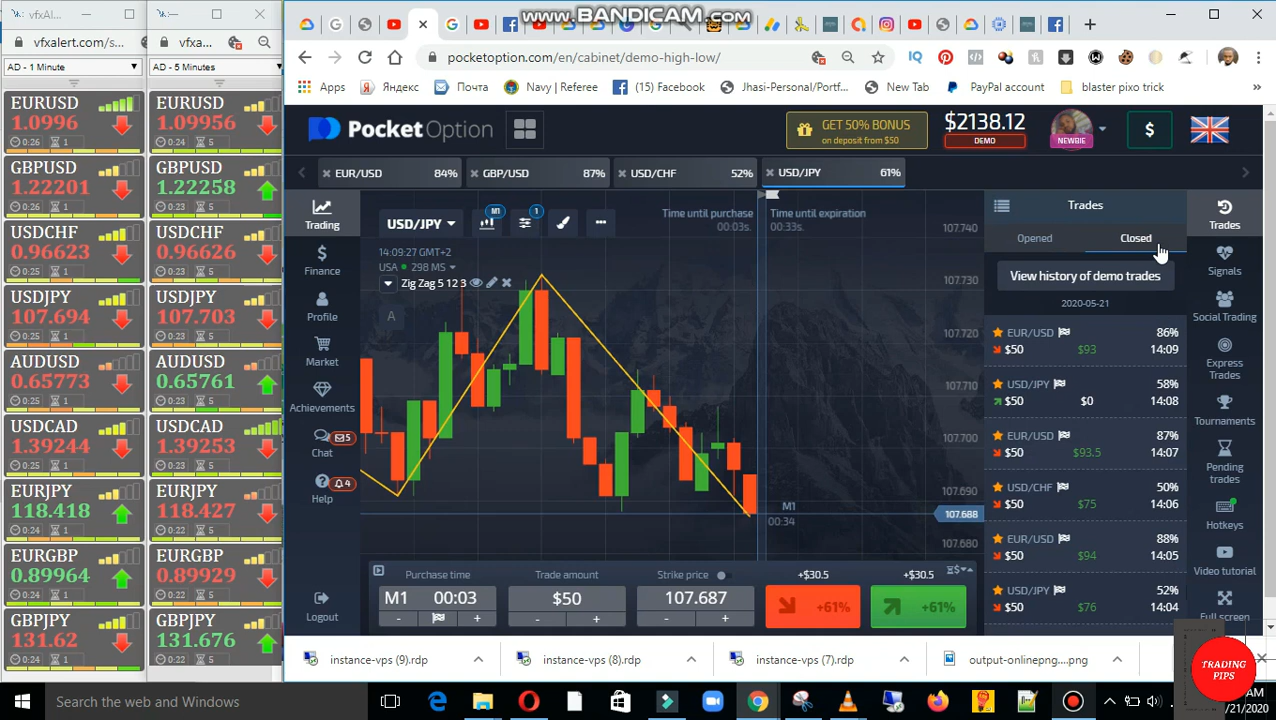 www.BANDICAM.com
vfxAl...
vfxalert.com/s...
vfxa...
AD - 1 Minute
AD - 5 Minutes
EURUSD
1.0996
0:26 1
GBPUSD
1.22201
0:26 1
USDCHF
0.96623
0:25 1
USDJPY
107.694
0:25 1
AUDUSD
0.65773
0:25 1
USDCAD
1.39244
0:25 1
EURJPY
118.418
0:24 1
EURGBP
0.89964
0:24 1
GBPJPY
131.62
0:24 1
EURUSD
1.09956
0:24 5
GBPUSD
1.22258
0:23 5
USDCHF
0.96626
0:23 5
USDJPY
107.703
0:23 5
AUDUSD
0.65761
0:23 5
USDCAD
1.39253
0:23 5
EURJPY
118.427
0:22 5
EURGBP
0.89929
0:22 5
GBPJPY
131.676
0:22 5
pocketoption.com/en/cabinet/demo-high-low/
Apps Яндекс Почта Navy | Referee (15) Facebook Jhasi-Personal/Portf... New Tab PayPal account blaster pixo trick
PocketOption
GET 50% BONUS
on deposit from $50
$2138.12
DEMO
NEWBIE
$
EUR/USD 84%
GBP/USD 87%
USD/CHF 52%
USD/JPY 61%
Trading
Finance
Profile
Market
Achievements
Chat
5
Help
4
Logout
USD/JPY
M1
1
14:09:27 GMT+2
USA 298 MS
Zig Zag 5 12 3
A
Time until purchase
00:03s.
Time until expiration
00:33s.
M1
00:34
107.740
107.730
107.720
107.710
107.700
107.690
107.688
107.680
Purchase time
M1 00:03
- +
Trade amount
$50
- +
Strike price
107.687
- +
+$30.5
+61%
+$30.5
+61%
Trades
Opened Closed
View history of demo trades
2020-05-21
EUR/USD 86%
$50 $93 14:09
USD/JPY 58%
$50 $0 14:08
EUR/USD 87%
$50 $93.5 14:07
USD/CHF 50%
$50 $75 14:06
EUR/USD 88%
$50 $94 14:05
USD/JPY 52%
$50 $76 14:04
Trades
Signals
Social Trading
Express
Trades
Tournaments
Pending
trades
Hotkeys
Video tutorial
Full screen
instance-vps (9).rdp
instance-vps (8).rdp
instance-vps (7).rdp
output-onlinepng....png
Search the web and Windows
TRADING
PIPS
AM
/21/2020